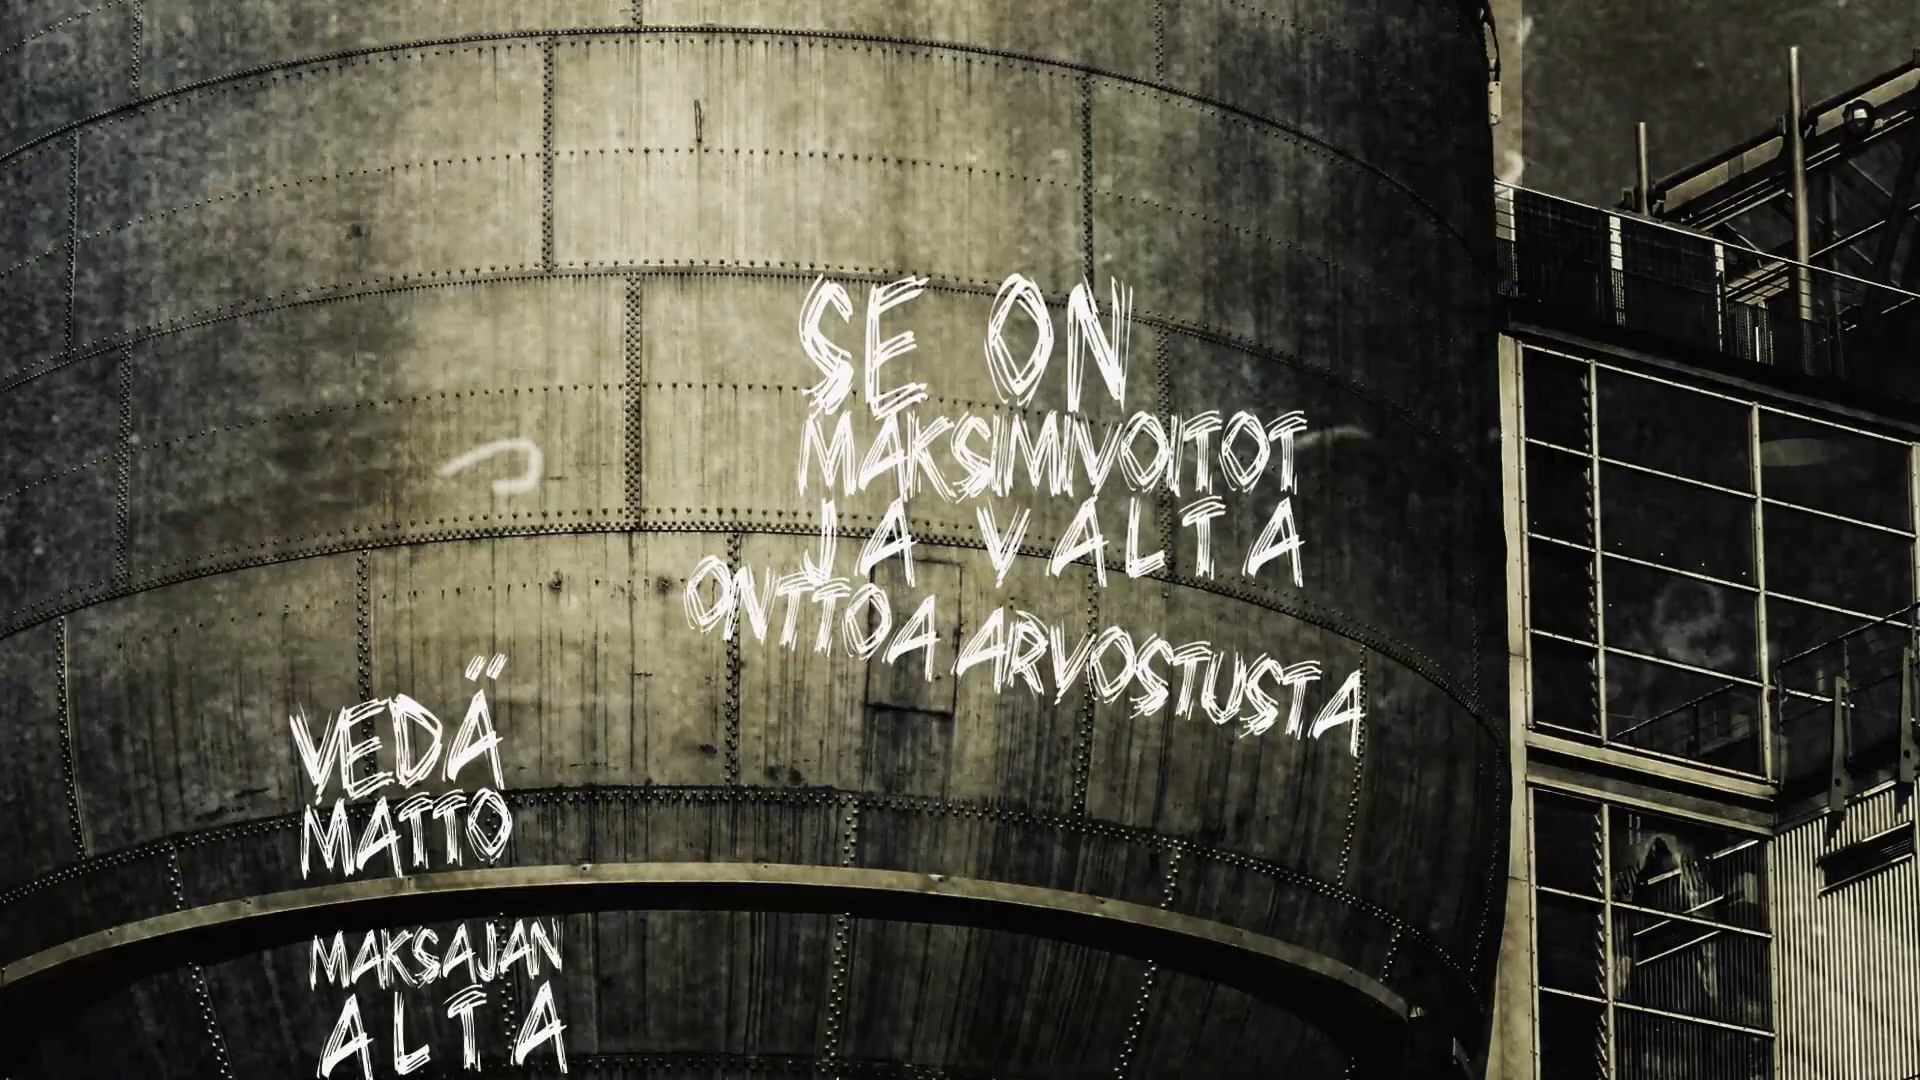 SE ON
MAKSIMIVOITOT
JA VALTA
ONTTOA ARVOSTUSTA
VEDÄ
MATTO
MAKSAJAN
ALTA